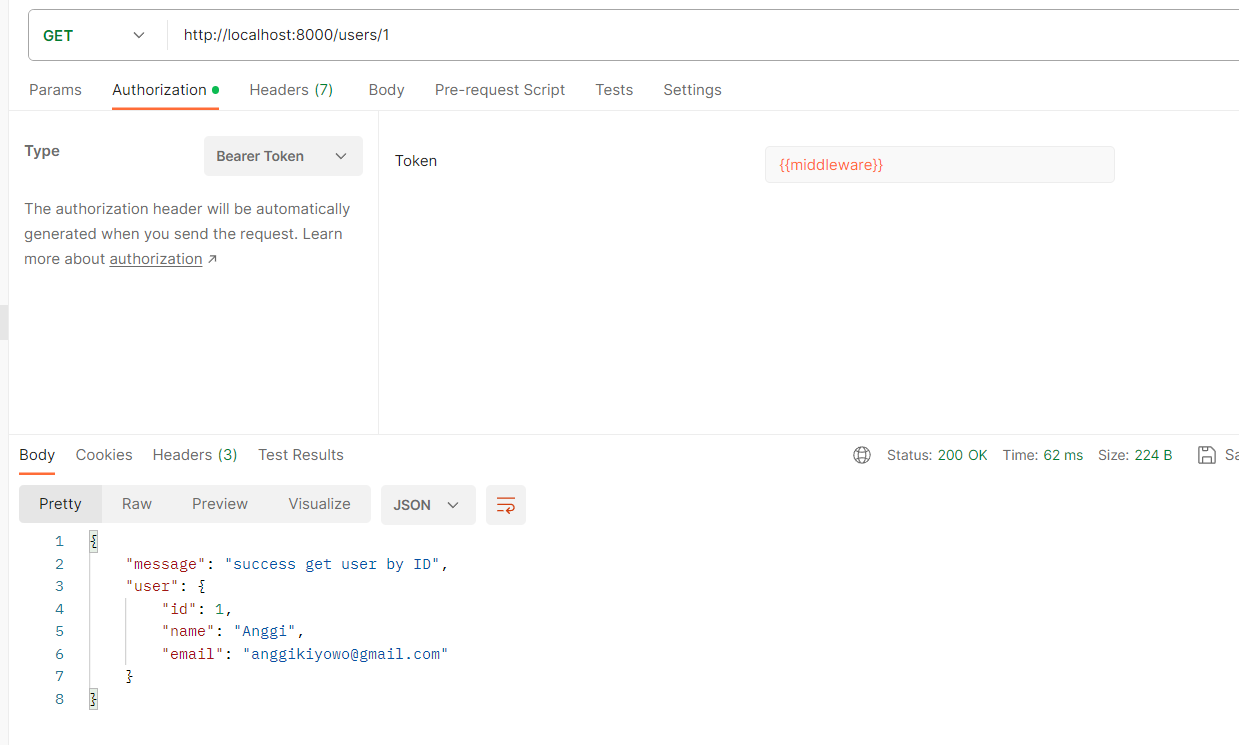 GET http://localhost:8000/users/1
Params Authorization Headers (7) Body Pre-request Script Tests Settings
Type Bearer Token
The authorization header will be automatically
generated when you send the request. Learn
more about authorization ↗
Token {{middleware}}
Body Cookies Headers (3) Test Results Status: 200 OK Time: 62 ms Size: 224 B Sa
Pretty Raw Preview Visualize JSON
1 {
2 "message": "success get user by ID",
3 "user": {
4 "id": 1,
5 "name": "Anggi",
6 "email": "anggikiyowo@gmail.com"
7 }
8 }